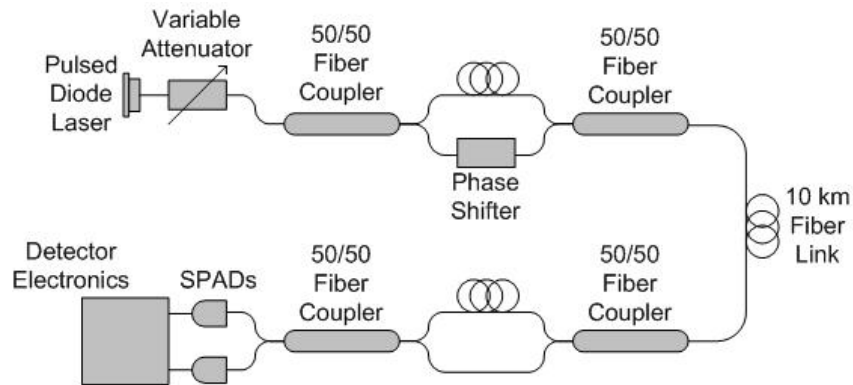 Variable
Attenuator
Pulsed
Diode
Laser
50/50
Fiber
Coupler
Phase
Shifter
50/50
Fiber
Coupler
10 km
Fiber
Link
Detector
Electronics
SPADs
50/50
Fiber
Coupler
50/50
Fiber
Coupler